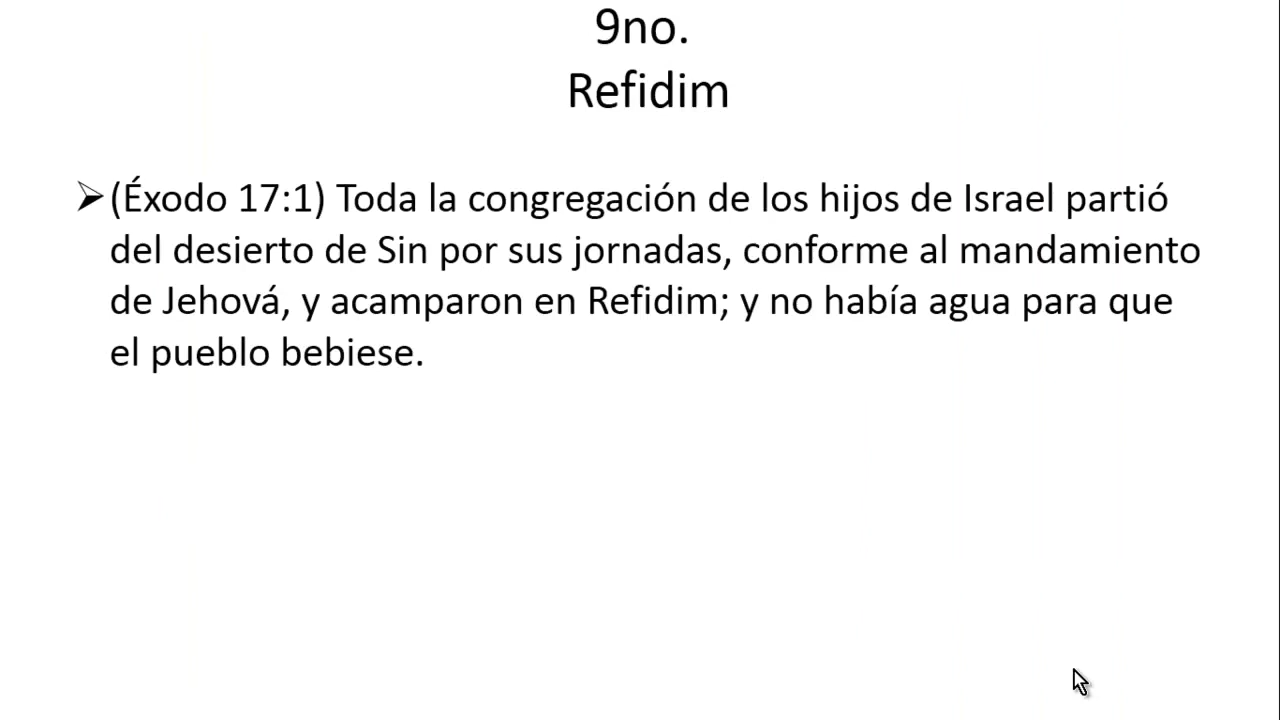 9no.
Refidim
➢(Éxodo 17:1) Toda la congregación de los hijos de Israel partió
del desierto de Sin por sus jornadas, conforme al mandamiento
de Jehová, y acamparon en Refidim; y no había agua para que
el pueblo bebiese.